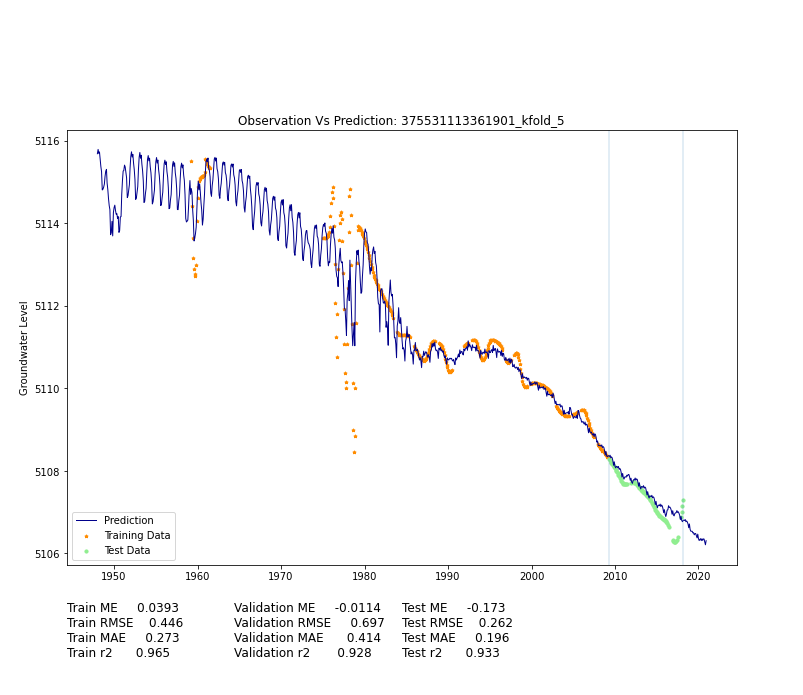 Observation Vs Prediction: 375531113361901_kfold_5
5116
5114
5112
5110
5108
5106
Groundwater Level
Prediction
Training Data
Test Data
1950 1960 1970 1980 1990 2000 2010 2020
Train ME 0.0393 Validation ME -0.0114 Test ME -0.173
Train RMSE 0.446 Validation RMSE 0.697 Test RMSE 0.262
Train MAE 0.273 Validation MAE 0.414 Test MAE 0.196
Train r2 0.965 Validation r2 0.928 Test r2 0.933